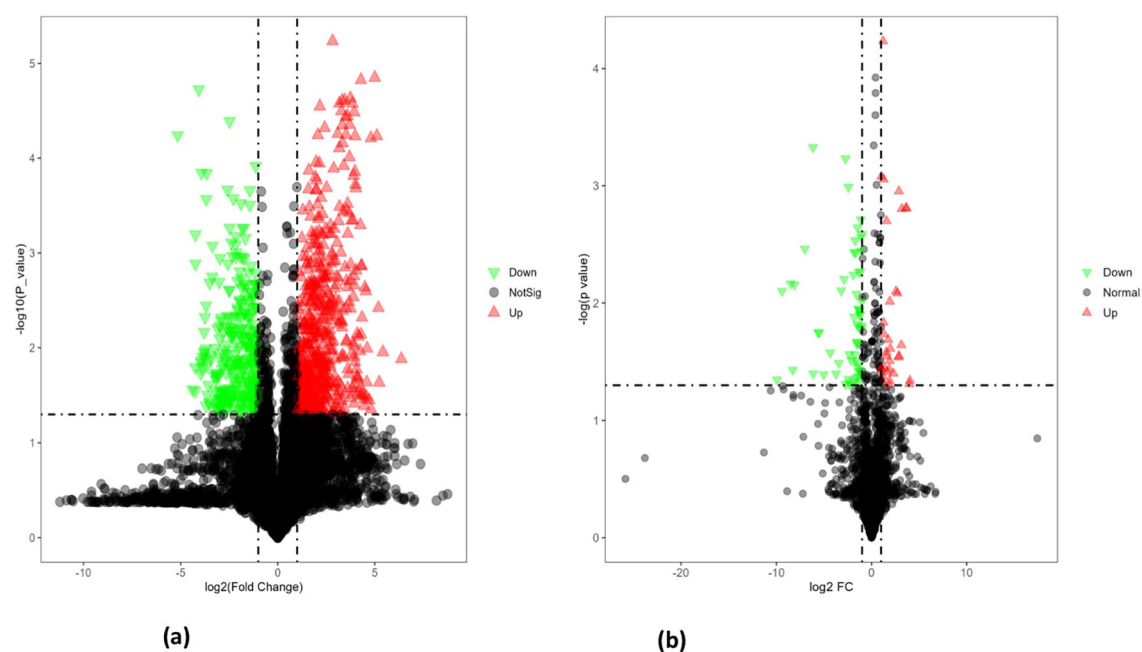 5
4
3
2
1
0
-log10(P_value)
-10
-5
0
5
log2(Fold Change)
Down
NotSig
Up
(a)
4
3
2
1
0
-log(p value)
-20
-10
0
10
log2 FC
Down
Normal
Up
(b)